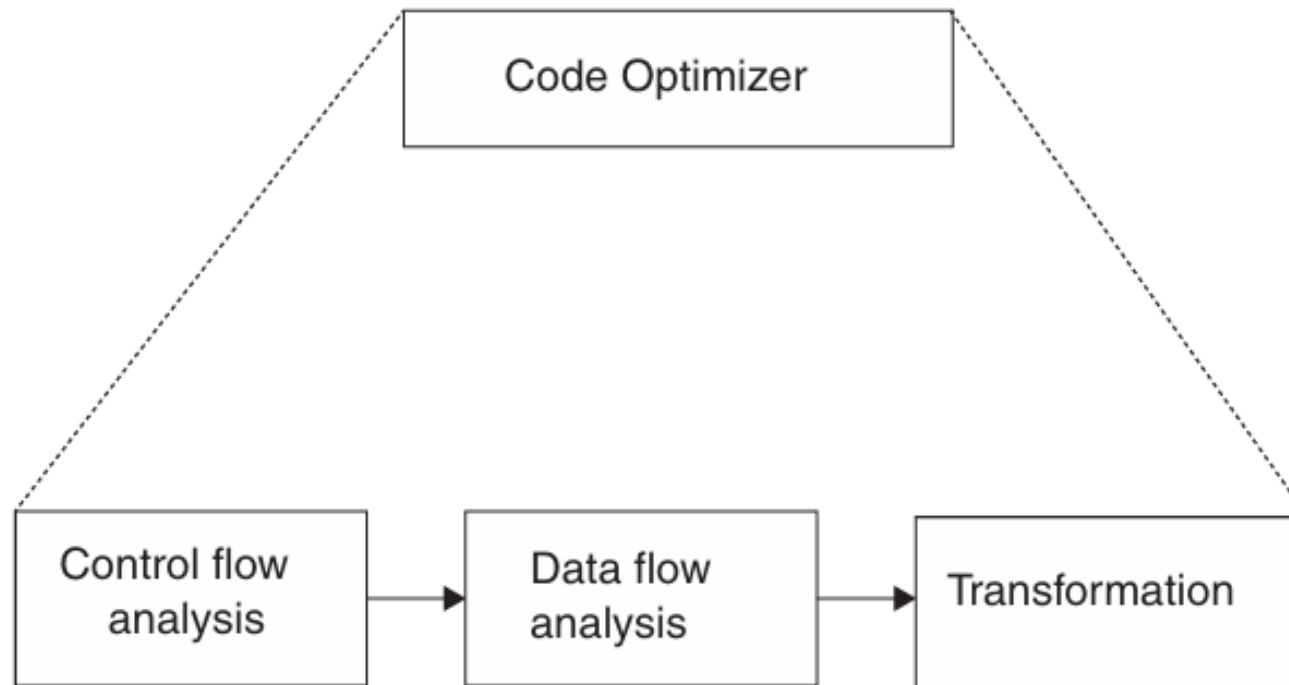 Code Optimizer
Control flow
analysis
Data flow
analysis
Transformation